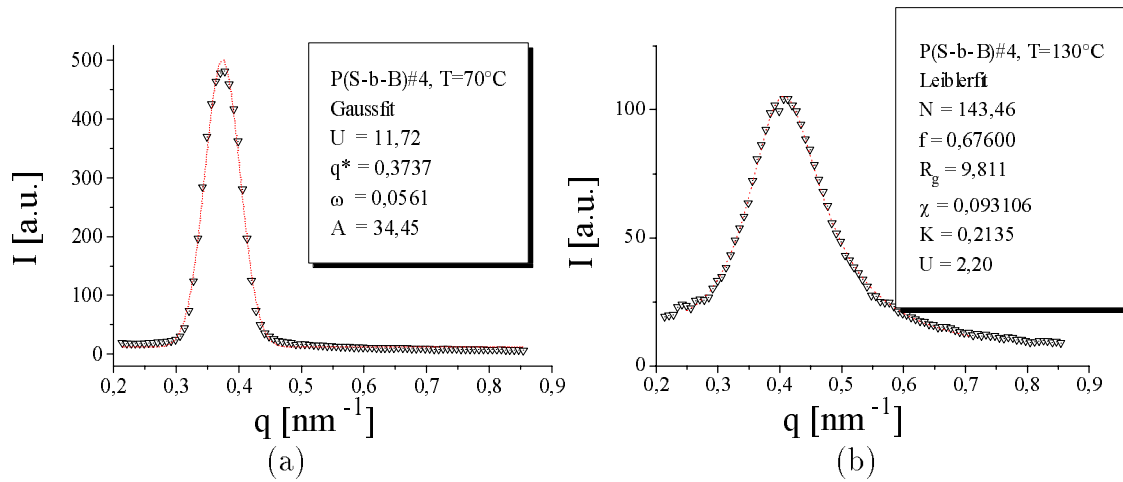 P(S-b-B)#4, T=70°C
Gaussfit
U = 11,72
q* = 0,3737
ω = 0,0561
A = 34,45
I [a.u.]
500
400
300
200
100
0
0,2 0,3 0,4 0,5 0,6 0,7 0,8 0,9
q [nm⁻¹]
(a)
P(S-b-B)#4, T=130°C
Leiblerfit
N = 143,46
f = 0,67600
R_g = 9,811
χ = 0,093106
K = 0,2135
U = 2,20
I [a.u.]
100
50
0
0,2 0,3 0,4 0,5 0,6 0,7 0,8 0,9
q [nm⁻¹]
(b)